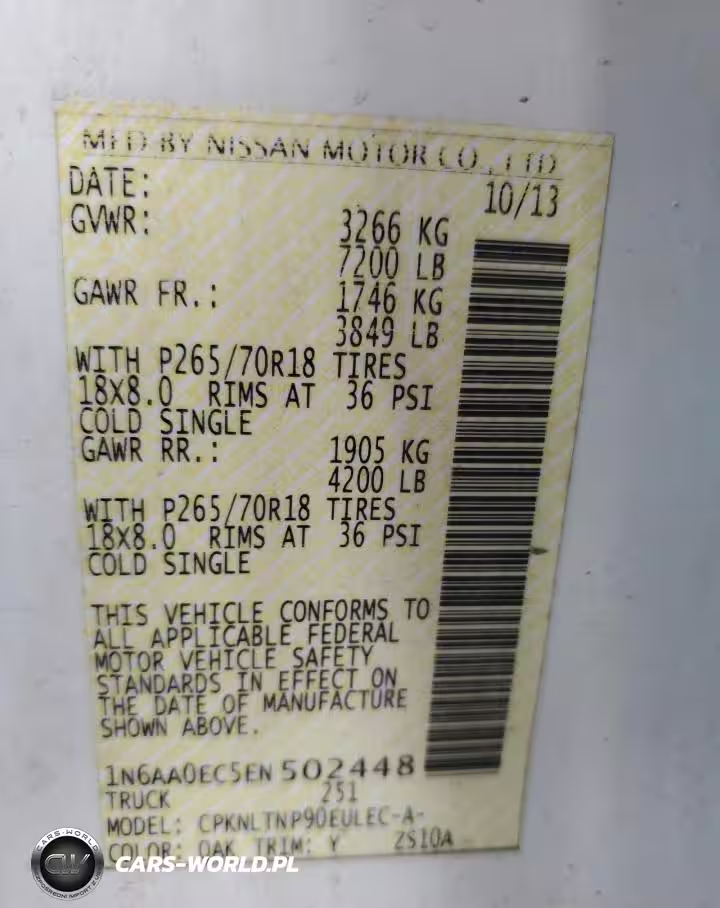 MFD BY NISSAN MOTOR CO., LTD
DATE: 10/13
GVWR: 3266 KG
7200 LB
GAWR FR.: 1746 KG
3849 LB
WITH P265/70R18 TIRES
18X8.0 RIMS AT 36 PSI
COLD SINGLE
GAWR RR.: 1905 KG
4200 LB
WITH P265/70R18 TIRES
18X8.0 RIMS AT 36 PSI
COLD SINGLE
THIS VEHICLE CONFORMS TO
ALL APPLICABLE FEDERAL
MOTOR VEHICLE SAFETY
STANDARDS IN EFFECT ON
THE DATE OF MANUFACTURE
SHOWN ABOVE.
1N6AA0EC5EN502448
TRUCK 251
MODEL: CPKNLTNP90EULEC-A-
COLOR: QAK TRIM: Y 2S10A
CARS-WORLD
CW
CARS-WORLD.PL